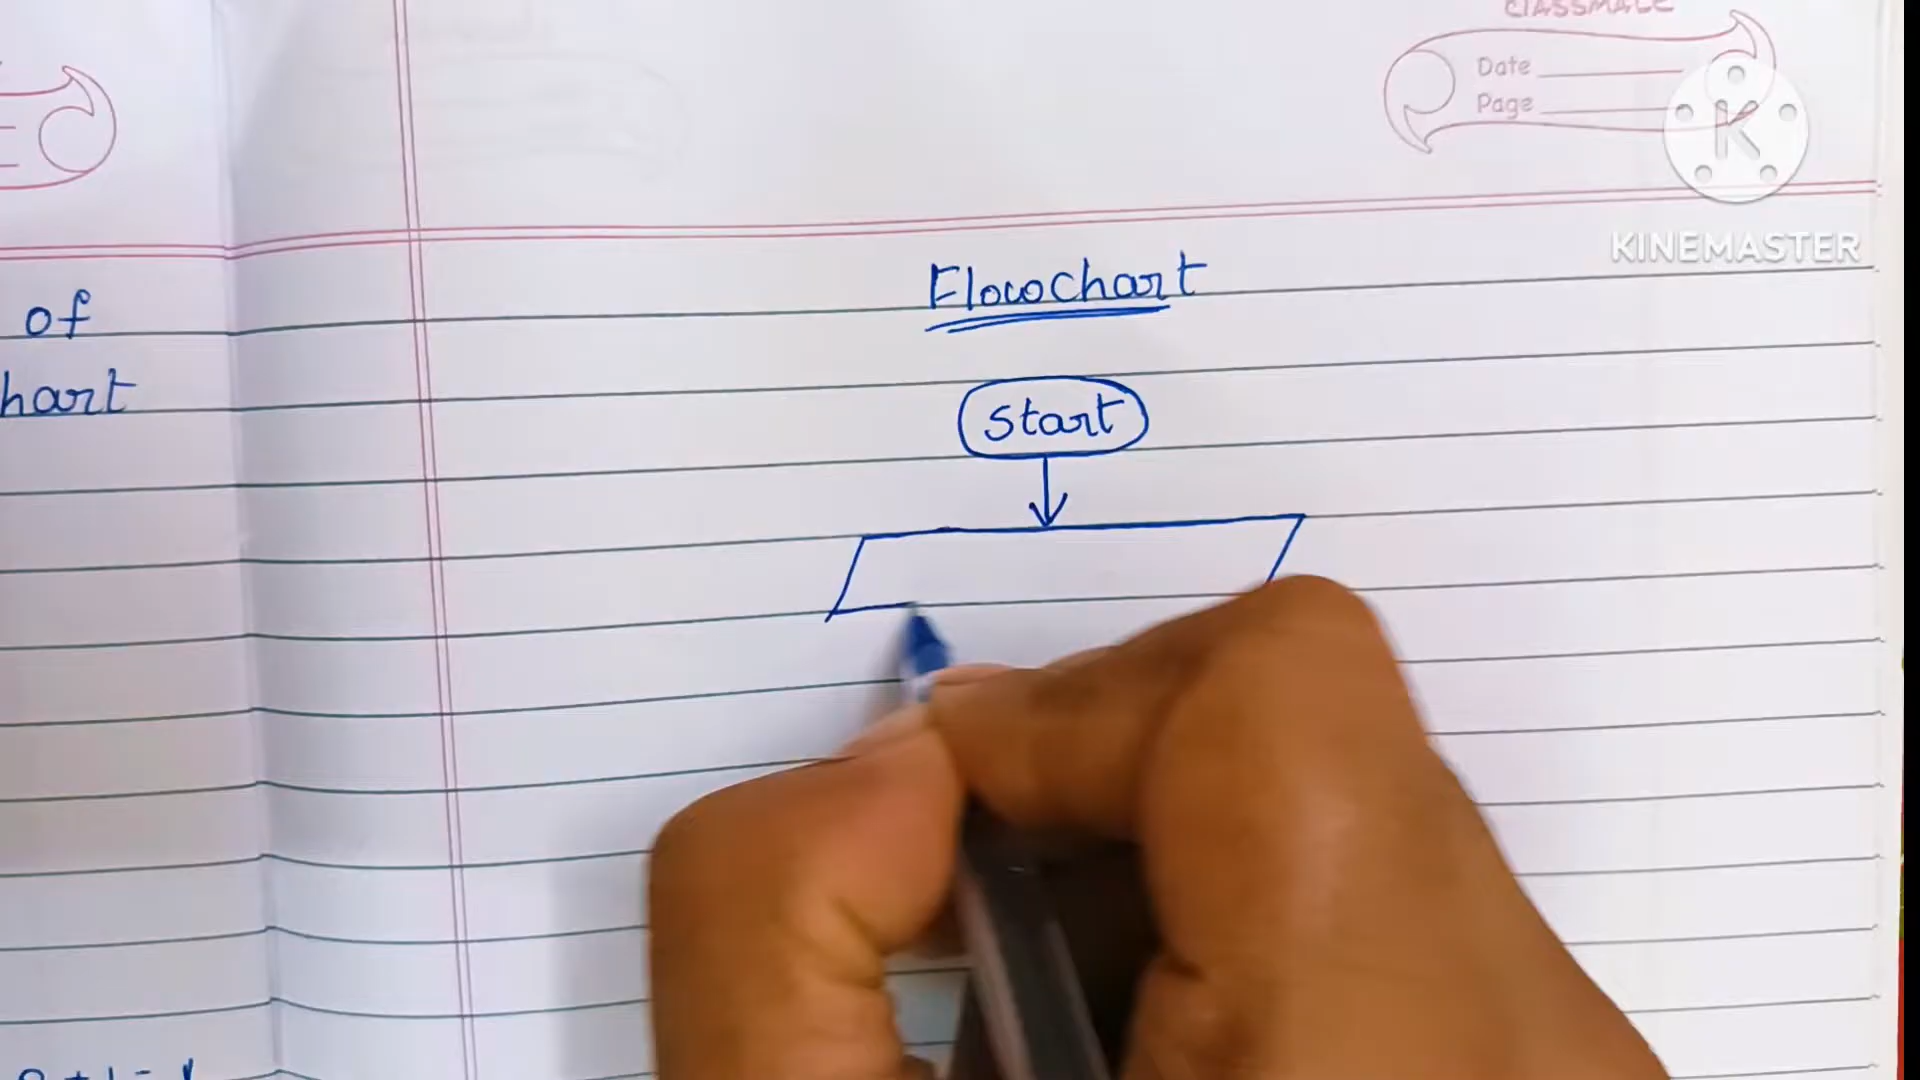 classmate
Date
Page
KINEMASTER
of
hart
Flowchart
Start